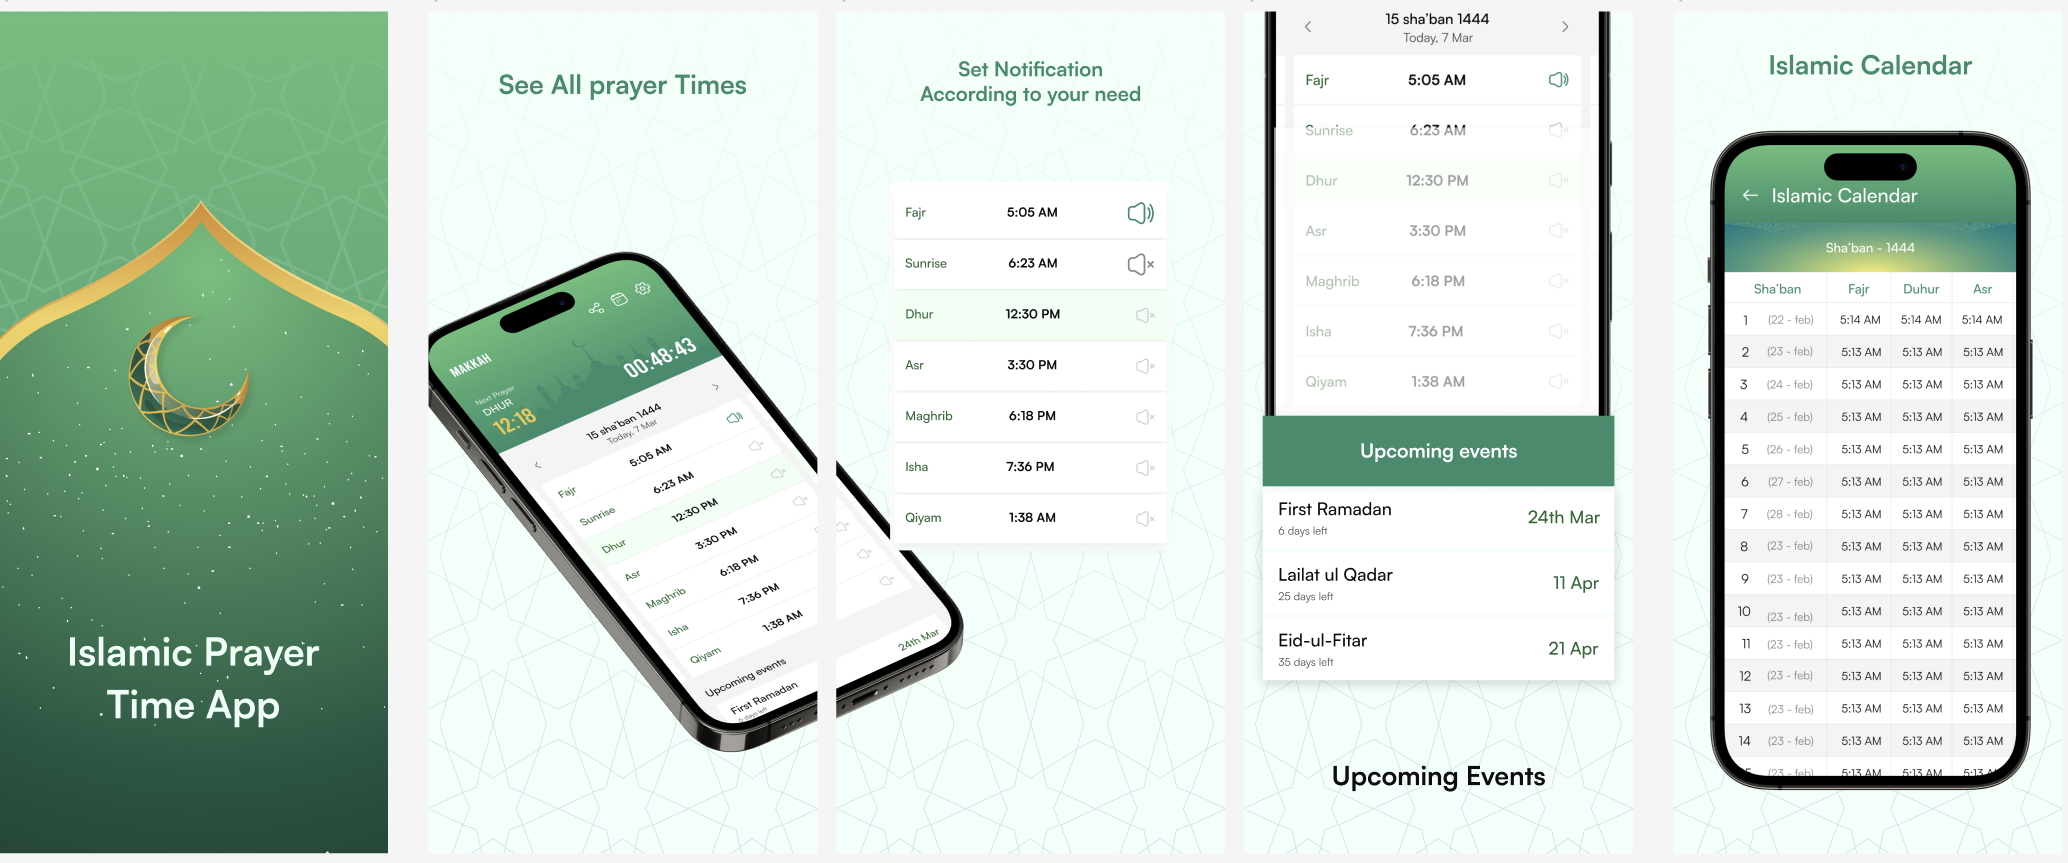 Islamic Prayer
Time App
See All prayer Times
MAKKAH
Next Prayer
DHUR
12:18
00:48:43
15 sha'ban 1444
Today, 7 Mar
Fajr 5:05 AM
Sunrise 6:23 AM
Dhur 12:30 PM
Asr 3:30 PM
Maghrib 6:18 PM
Isha 7:36 PM
Qiyam 1:38 AM
Upcoming events
First Ramadan 24th Mar
6 days left
Set Notification
According to your need
Fajr 5:05 AM
Sunrise 6:23 AM
Dhur 12:30 PM
Asr 3:30 PM
Maghrib 6:18 PM
Isha 7:36 PM
Qiyam 1:38 AM
15 sha'ban 1444
Today, 7 Mar
Fajr 5:05 AM
Sunrise 6:23 AM
Dhur 12:30 PM
Asr 3:30 PM
Maghrib 6:18 PM
Isha 7:36 PM
Qiyam 1:38 AM
Upcoming events
First Ramadan 24th Mar
6 days left
Lailat ul Qadar 11 Apr
25 days left
Eid-ul-Fitar 21 Apr
35 days left
Upcoming Events
Islamic Calendar
Islamic Calendar
Sha'ban - 1444
Sha'ban Fajr Duhur Asr
1 (22 - feb) 5:14 AM 5:14 AM 5:14 AM
2 (23 - feb) 5:13 AM 5:13 AM 5:13 AM
3 (24 - feb) 5:13 AM 5:13 AM 5:13 AM
4 (25 - feb) 5:13 AM 5:13 AM 5:13 AM
5 (26 - feb) 5:13 AM 5:13 AM 5:13 AM
6 (27 - feb) 5:13 AM 5:13 AM 5:13 AM
7 (28 - feb) 5:13 AM 5:13 AM 5:13 AM
8 (23 - feb) 5:13 AM 5:13 AM 5:13 AM
9 (23 - feb) 5:13 AM 5:13 AM 5:13 AM
10 (23 - feb) 5:13 AM 5:13 AM 5:13 AM
11 (23 - feb) 5:13 AM 5:13 AM 5:13 AM
12 (23 - feb) 5:13 AM 5:13 AM 5:13 AM
13 (23 - feb) 5:13 AM 5:13 AM 5:13 AM
14 (23 - feb) 5:13 AM 5:13 AM 5:13 AM
(23 - feb) 5:13 AM 5:13 AM